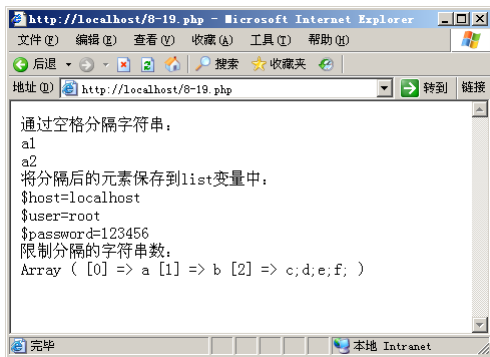 http://localhost/8-19.php - Microsoft Internet Explorer
文件(F) 编辑(E) 查看(V) 收藏(A) 工具(T) 帮助(H)
后退 搜索 收藏夹
地址(D) http://localhost/8-19.php 转到 链接
通过空格分隔字符串：
a1
a2
将分隔后的元素保存到list变量中：
$host=localhost
$user=root
$password=123456
限制分隔的字符串数：
Array ( [0] => a [1] => b [2] => c;d;e;f; )
完毕 本地 Intranet